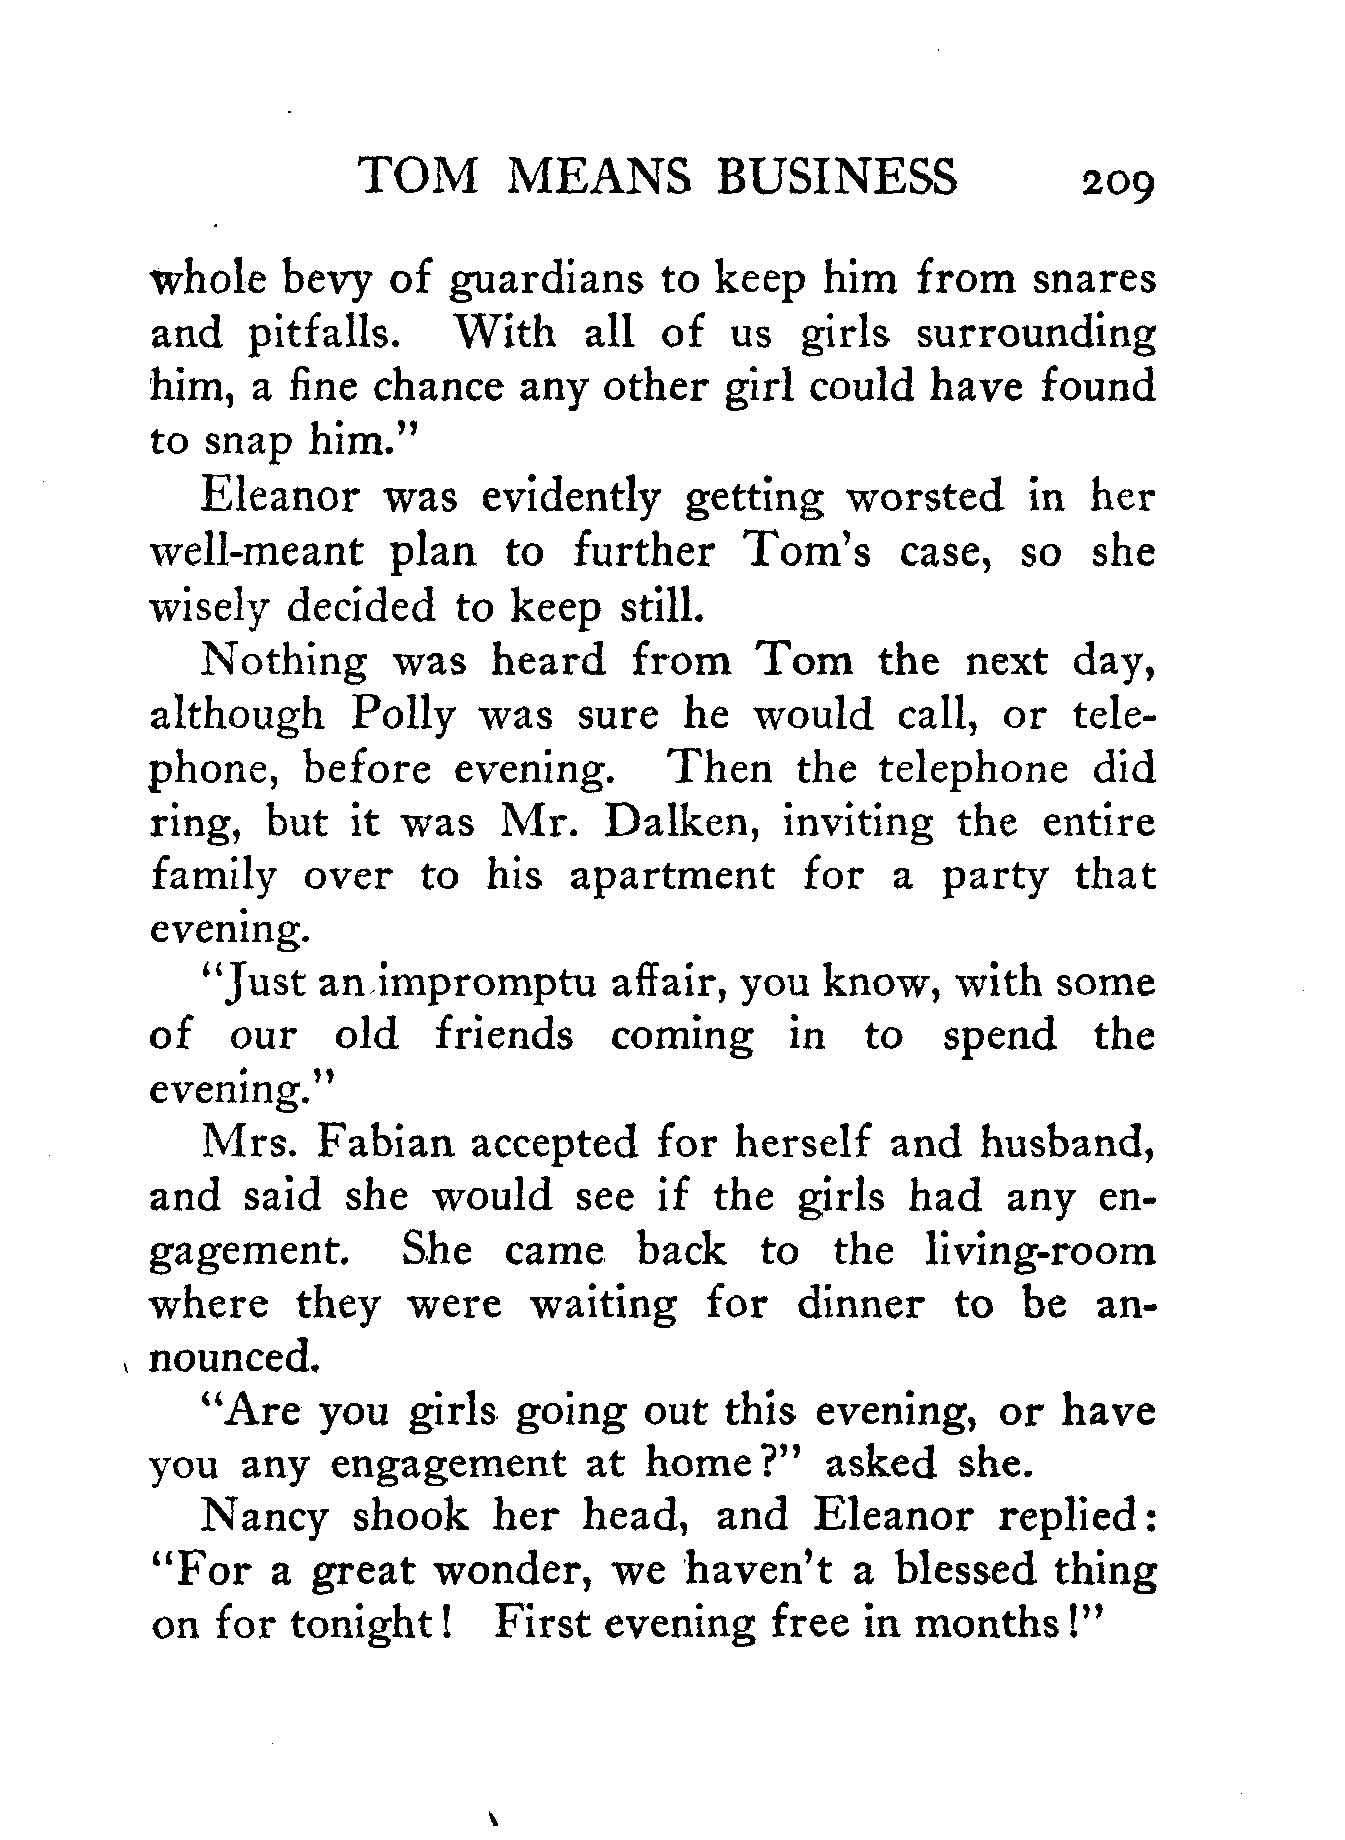 TOM MEANS BUSINESS 209
whole bevy of guardians to keep him from snares
and pitfalls. With all of us girls surrounding
him, a fine chance any other girl could have found
to snap him."
Eleanor was evidently getting worsted in her
well-meant plan to further Tom's case, so she
wisely decided to keep still.
Nothing was heard from Tom the next day,
although Polly was sure he would call, or tele-
phone, before evening. Then the telephone did
ring, but it was Mr. Dalken, inviting the entire
family over to his apartment for a party that
evening.
"Just an impromptu affair, you know, with some
of our old friends coming in to spend the
evening."
Mrs. Fabian accepted for herself and husband,
and said she would see if the girls had any en-
gagement. She came back to the living-room
where they were waiting for dinner to be an-
nounced.
"Are you girls going out this evening, or have
you any engagement at home?" asked she.
Nancy shook her head, and Eleanor replied:
"For a great wonder, we haven't a blessed thing
on for tonight! First evening free in months!"